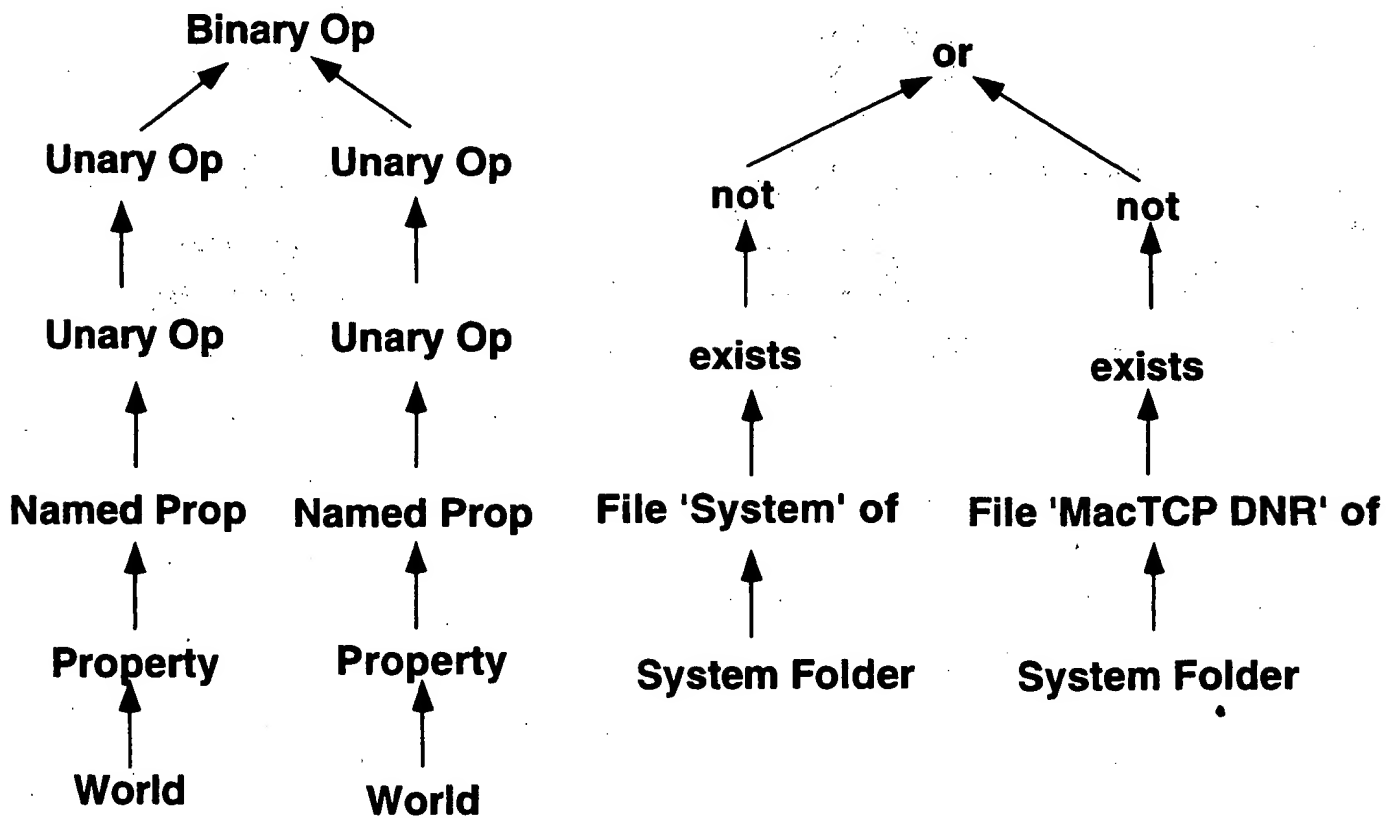 Binary Op
or
Unary Op Unary Op
not not
Unary Op Unary Op
exists exists
Named Prop Named Prop File 'System' of File 'MacTCP DNR' of
Property Property System Folder System Folder
World World